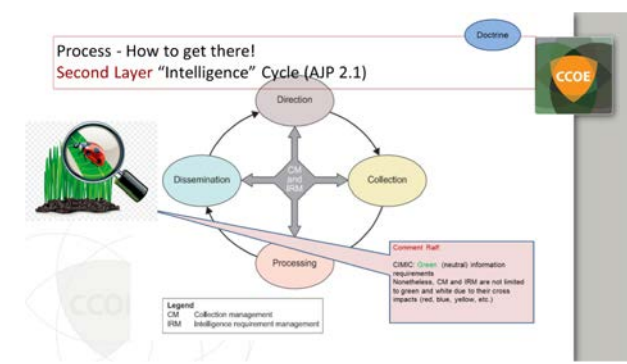 Doctrine
Process - How to get there!
Second Layer “Intelligence” Cycle (AJP 2.1)
CCOE
Direction
Dissemination
CM
and
IRM
Collection
Processing
Comment Ralf:
CIMIC: Green (neutral) information
requirements
Nonetheless, CM and IRM are not limited
to green and white due to their cross
impacts (red, blue, yellow, etc.)
Legend
CM Collection management
IRM Intelligence requirement management
CCO